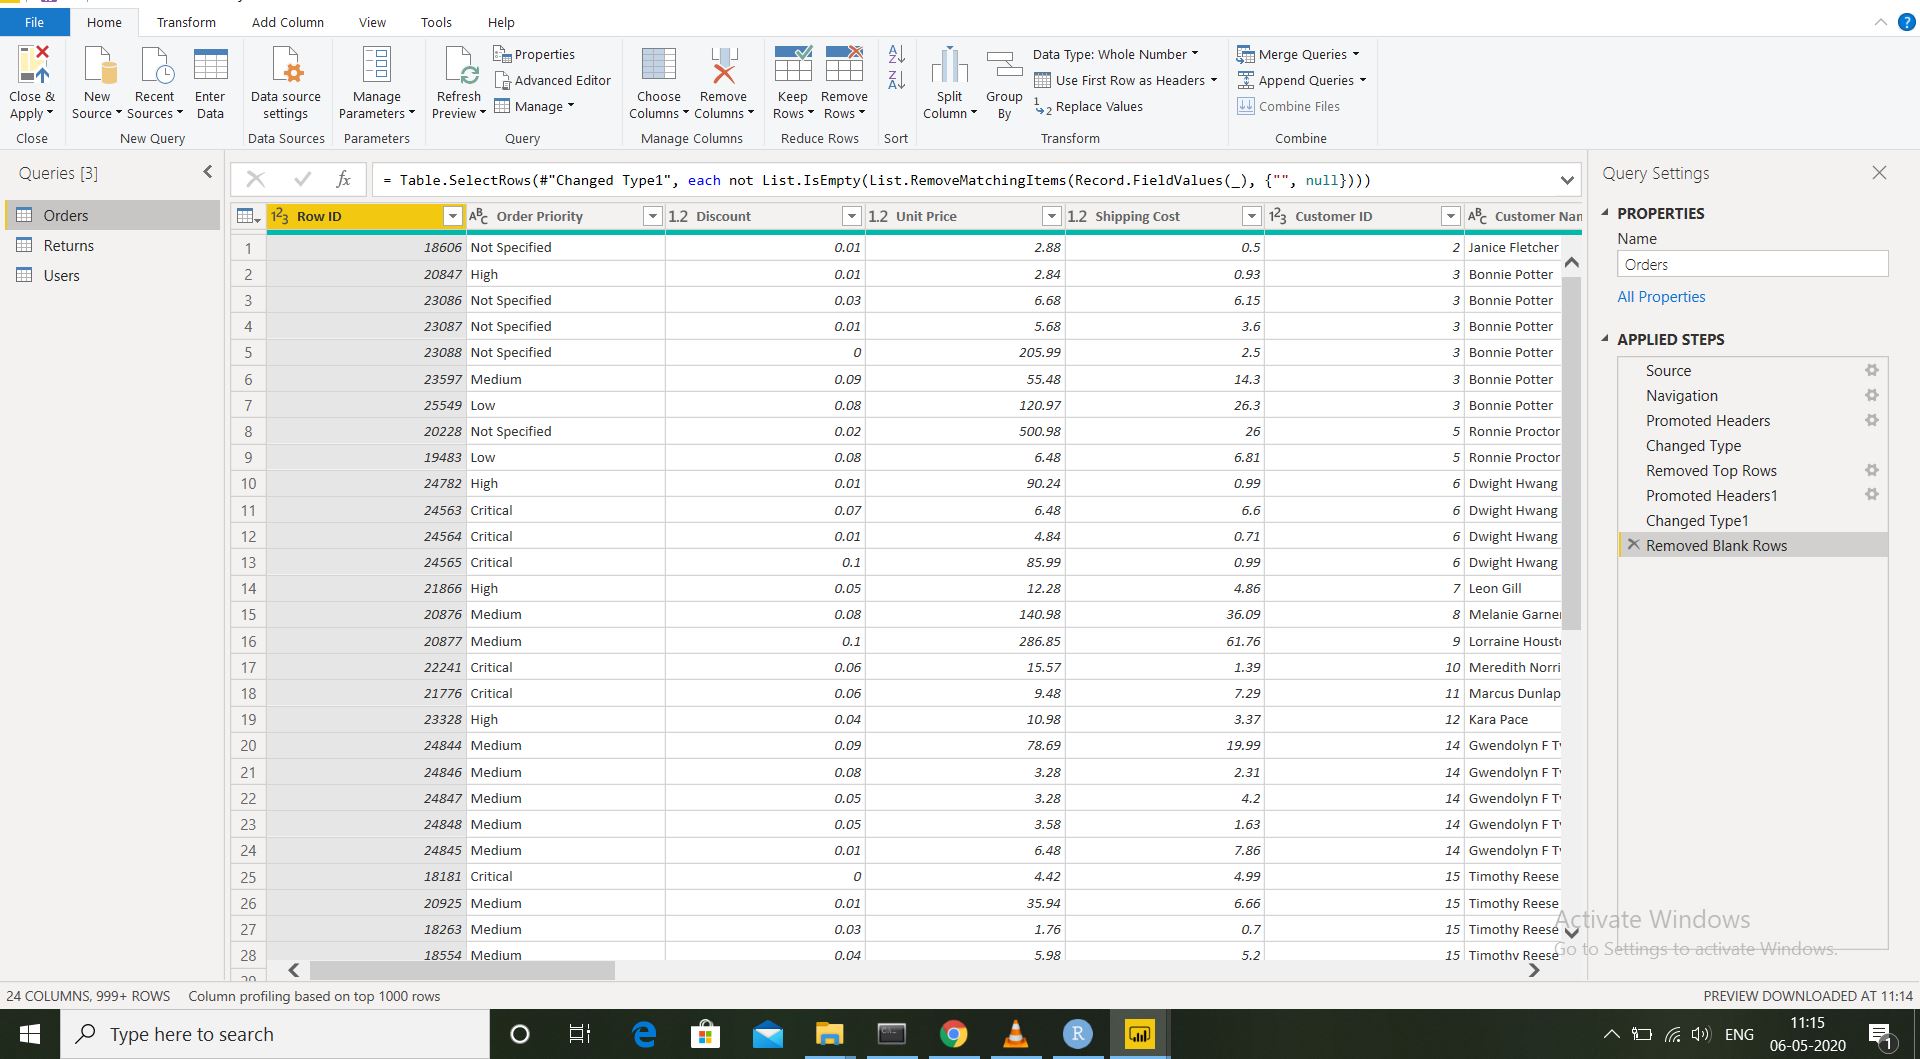 File Home Transform Add Column View Tools Help
Close & Apply
New Source
Recent Sources
Enter Data
Data source settings
Manage Parameters
Refresh Preview
Properties
Advanced Editor
Manage
Choose Columns
Remove Columns
Keep Rows
Remove Rows
Split Column
Group By
Data Type: Whole Number
Use First Row as Headers
Replace Values
Merge Queries
Append Queries
Combine Files
Close New Query Data Sources Parameters Query Manage Columns Reduce Rows Sort Transform Combine
Queries [3]
Orders
Returns
Users
= Table.SelectRows(#"Changed Type1", each not List.IsEmpty(List.RemoveMatchingItems(Record.FieldValues(_), {"", null})))
Row ID Order Priority 1.2 Discount 1.2 Unit Price 1.2 Shipping Cost Customer ID Customer Nan
1 18606 Not Specified 0.01 2.88 0.5 2 Janice Fletcher
2 20847 High 0.01 2.84 0.93 3 Bonnie Potter
3 23086 Not Specified 0.03 6.68 6.15 3 Bonnie Potter
4 23087 Not Specified 0.01 5.68 3.6 3 Bonnie Potter
5 23088 Not Specified 0 205.99 2.5 3 Bonnie Potter
6 23597 Medium 0.09 55.48 14.3 3 Bonnie Potter
7 25549 Low 0.08 120.97 26.3 3 Bonnie Potter
8 20228 Not Specified 0.02 500.98 26 5 Ronnie Proctor
9 19483 Low 0.08 6.48 6.81 5 Ronnie Proctor
10 24782 High 0.01 90.24 0.99 6 Dwight Hwang
11 24563 Critical 0.07 6.48 6.6 6 Dwight Hwang
12 24564 Critical 0.01 4.84 0.71 6 Dwight Hwang
13 24565 Critical 0.1 85.99 0.99 6 Dwight Hwang
14 21866 High 0.05 12.28 4.86 7 Leon Gill
15 20876 Medium 0.08 140.98 36.09 8 Melanie Garne
16 20877 Medium 0.1 286.85 61.76 9 Lorraine Houst
17 22241 Critical 0.06 15.57 1.39 10 Meredith Norri
18 21776 Critical 0.06 9.48 7.29 11 Marcus Dunlap
19 23328 High 0.04 10.98 3.37 12 Kara Pace
20 24844 Medium 0.09 78.69 19.99 14 Gwendolyn F T
21 24846 Medium 0.08 3.28 2.31 14 Gwendolyn F T
22 24847 Medium 0.05 3.28 4.2 14 Gwendolyn F T
23 24848 Medium 0.05 3.58 1.63 14 Gwendolyn F T
24 24845 Medium 0.01 6.48 7.86 14 Gwendolyn F T
25 18181 Critical 0 4.42 4.99 15 Timothy Reese
26 20925 Medium 0.01 35.94 6.66 15 Timothy Reese
27 18263 Medium 0.03 1.76 0.7 15 Timothy Reese
28 18554 Medium 0.04 5.98 5.2 15 Timothy Reese
29
Query Settings
PROPERTIES
Name
Orders
All Properties
APPLIED STEPS
Source
Navigation
Promoted Headers
Changed Type
Removed Top Rows
Promoted Headers1
Changed Type1
Removed Blank Rows
Activate Windows
Go to Settings to activate Windows.
24 COLUMNS, 999+ ROWS Column profiling based on top 1000 rows PREVIEW DOWNLOADED AT 11:14
Type here to search
ENG
11:15
06-05-2020
1